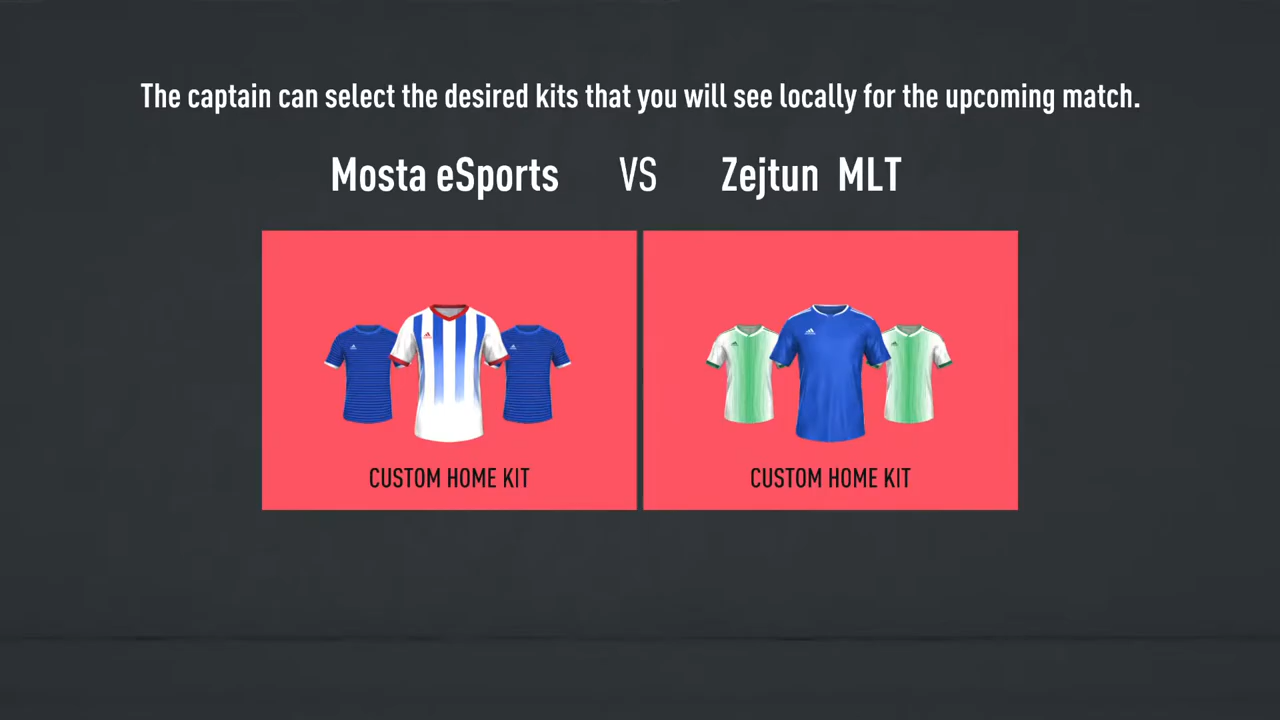 The captain can select the desired kits that you will see locally for the upcoming match.
Mosta eSports VS Zejtun MLT
CUSTOM HOME KIT CUSTOM HOME KIT